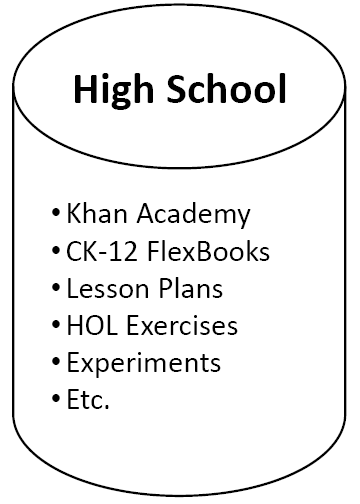 High School
• Khan Academy
• CK-12 FlexBooks
• Lesson Plans
• HOL Exercises
• Experiments
• Etc.